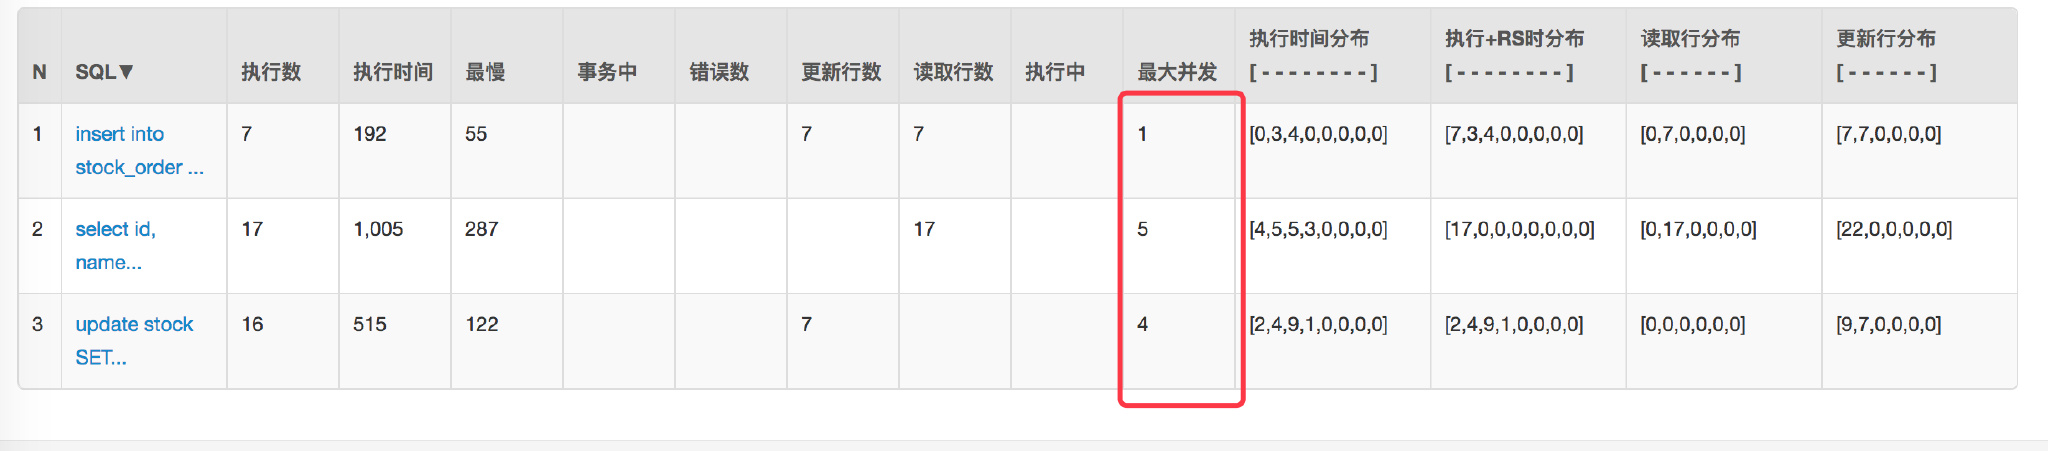 N SQL▼ 执行数 执行时间 最慢 事务中 错误数 更新行数 读取行数 执行中 最大并发 执行时间分布 [ - - - - - - - - ] 执行+RS时分布 [ - - - - - - - - ] 读取行分布 [ - - - - - - ] 更新行分布 [ - - - - - - ]
1 insert into stock_order ... 7 192 55 7 7 1 [0,3,4,0,0,0,0,0] [7,3,4,0,0,0,0,0] [0,7,0,0,0,0] [7,7,0,0,0,0]
2 select id, name... 17 1,005 287 17 5 [4,5,5,3,0,0,0,0] [17,0,0,0,0,0,0,0] [0,17,0,0,0,0] [22,0,0,0,0,0]
3 update stock SET... 16 515 122 7 4 [2,4,9,1,0,0,0,0] [2,4,9,1,0,0,0,0] [0,0,0,0,0,0] [9,7,0,0,0,0]